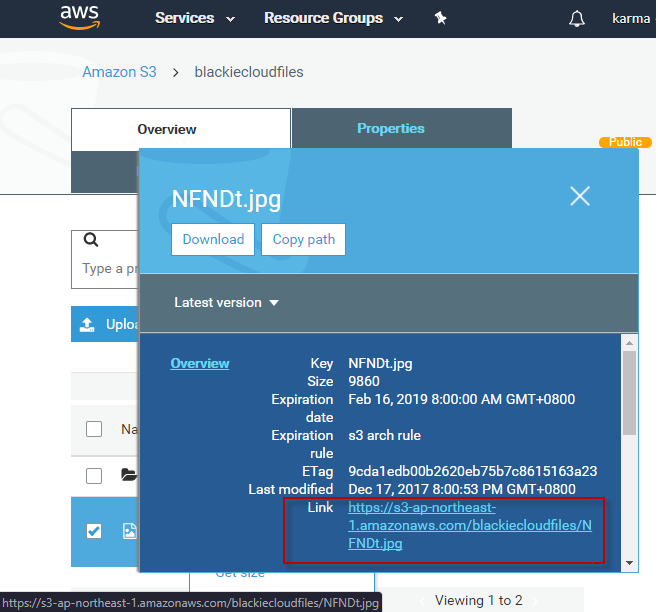 aws Services Resource Groups karma
Amazon S3 > blackiecloudfiles
Overview Properties
Public
NFNDt.jpg
Download Copy path
Type a pr
Latest version
Uploa
Overview Key NFNDt.jpg
Size 9860
Expiration date Feb 16, 2019 8:00:00 AM GMT+0800
Expiration rule s3 arch rule
Na
ETag 9cda1edb00b2620eb75b7c8615163a23
Last modified Dec 17, 2017 8:00:53 PM GMT+0800
Link https://s3-ap-northeast-
1.amazonaws.com/blackiecloudfiles/N
FNDt.jpg
Get size
https://s3-ap-northeast-1.amazonaws.com/blackiecloudfiles/NFNDt.jpg
Viewing 1 to 2